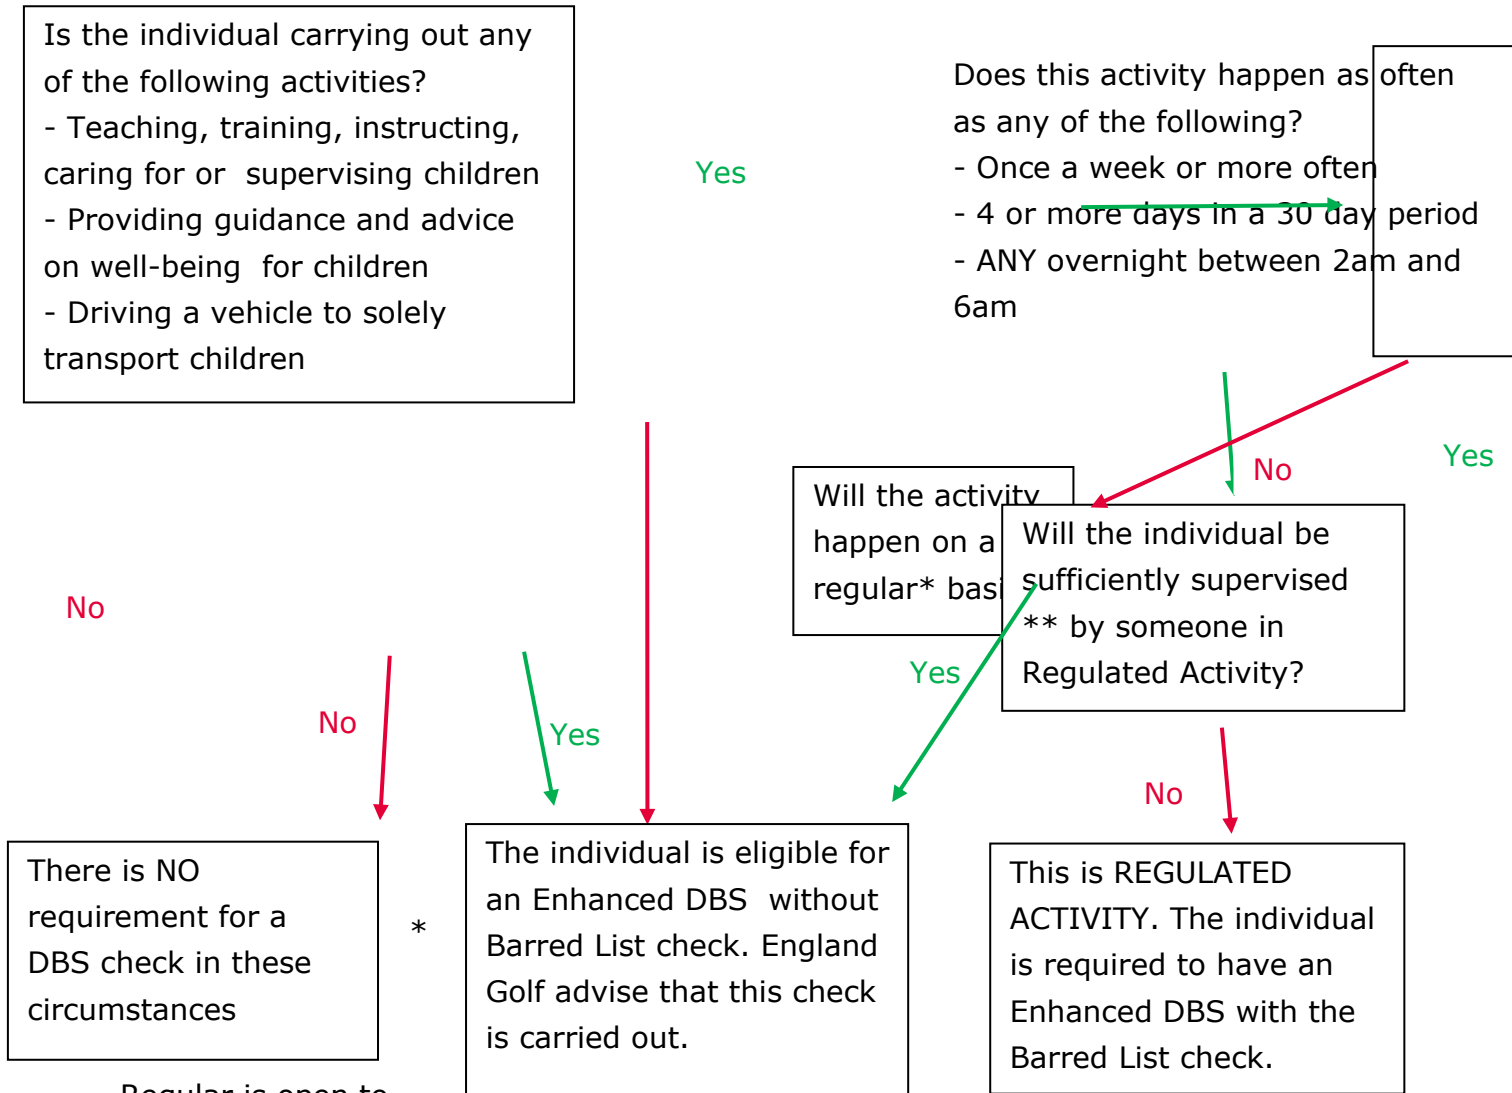 Is the individual carrying out any
of the following activities?
- Teaching, training, instructing,
caring for or supervising children
- Providing guidance and advice
on well-being for children
- Driving a vehicle to solely
transport children
Yes
Does this activity happen as often
as any of the following?
- Once a week or more often
- 4 or more days in a 30 day period
- ANY overnight between 2am and
6am
No
Yes
Will the activity
happen on a
regular* basi
Will the individual be
sufficiently supervised
** by someone in
Regulated Activity?
No
Yes
No
Yes
No
There is NO
requirement for a
DBS check in these
circumstances
*
The individual is eligible for
an Enhanced DBS without
Barred List check. England
Golf advise that this check
is carried out.
This is REGULATED
ACTIVITY. The individual
is required to have an
Enhanced DBS with the
Barred List check.
Regular is open to